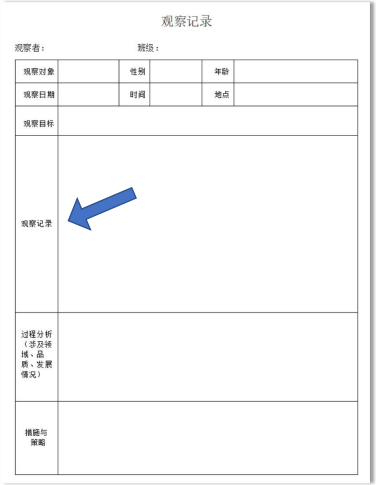 观察记录
观察者： 班级：
观察对象 性别 年龄
观察日期 时间 地点
观察目标
观察记录
过程分析
（涉及领
域、品
质、发展
情况）
措施与
策略